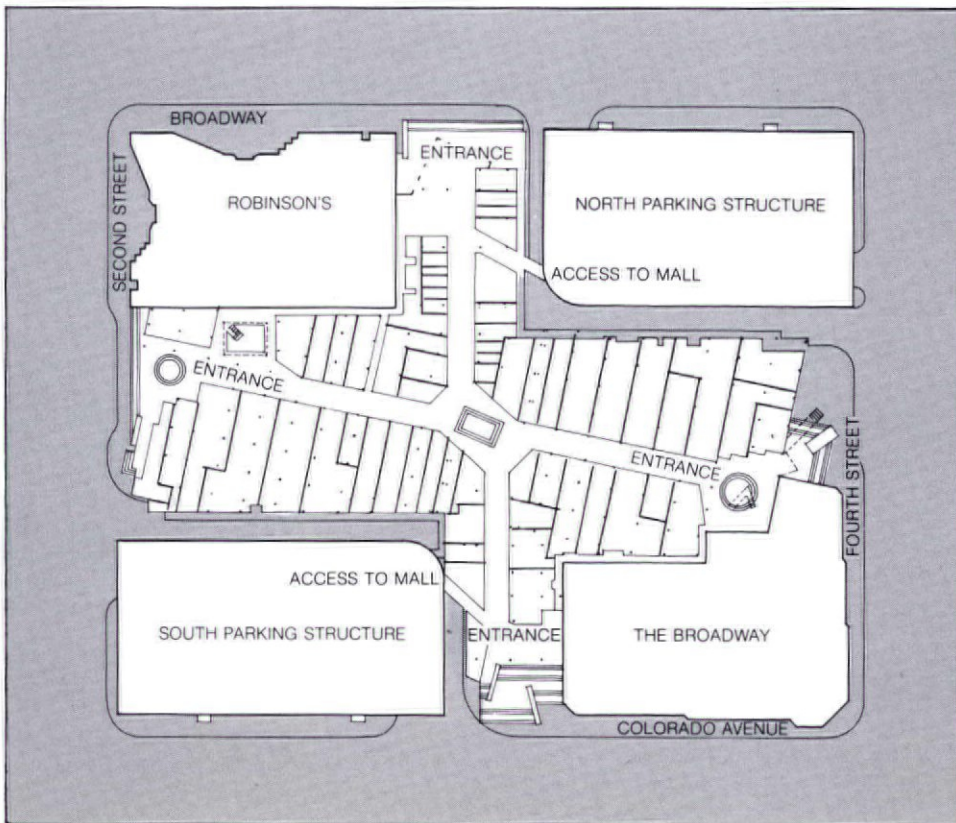 BROADWAY
ENTRANCE
SECOND STREET
ROBINSON'S
NORTH PARKING STRUCTURE
ACCESS TO MALL
ENTRANCE
ENTRANCE
FOURTH STREET
ACCESS TO MALL
SOUTH PARKING STRUCTURE
ENTRANCE
THE BROADWAY
COLORADO AVENUE